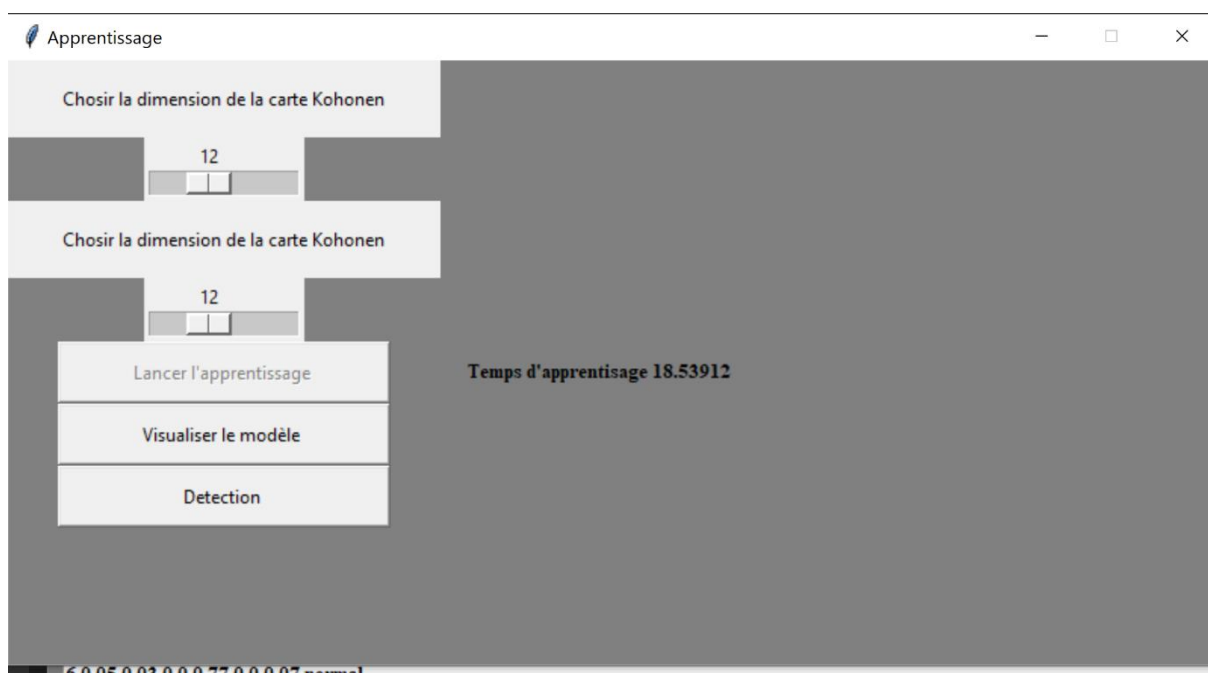 Apprentissage
Chosir la dimension de la carte Kohonen
12
Chosir la dimension de la carte Kohonen
12
Lancer l'apprentissage
Temps d'apprentisage 18.53912
Visualiser le modèle
Detection
normal